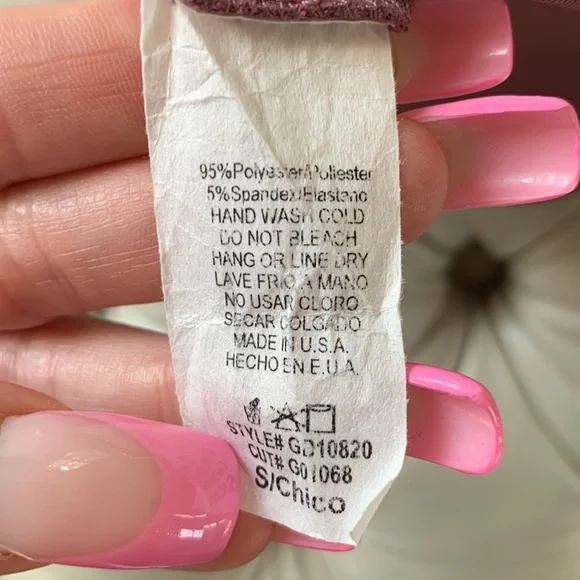 95%Polyester/Poliester
5%Spandex/Elastano
HAND WASH COLD
DO NOT BLEACH
HANG OR LINE DRY
LAVE FRIO A MANO
NO USAR CLORO
SECAR COLGADO
MADE IN U.S.A.
HECHO EN E.U.A.
STYLE# GD10820
CUT# G01068
S/Chico